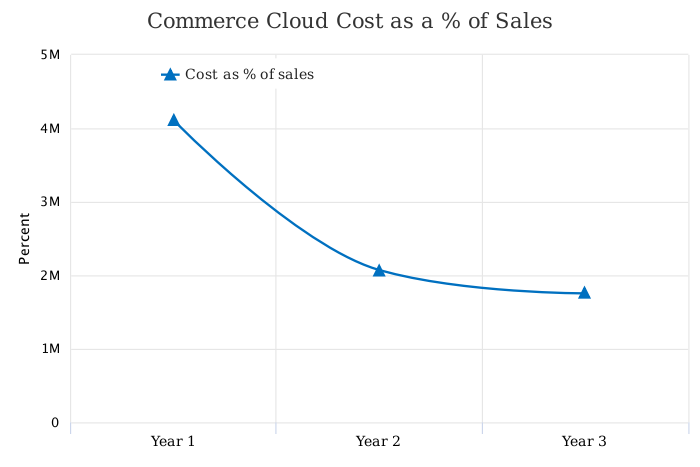 Commerce Cloud Cost as a % of Sales
5M
Cost as % of sales
4M
3M
Percent
2M
1M
0
Year 1
Year 2
Year 3